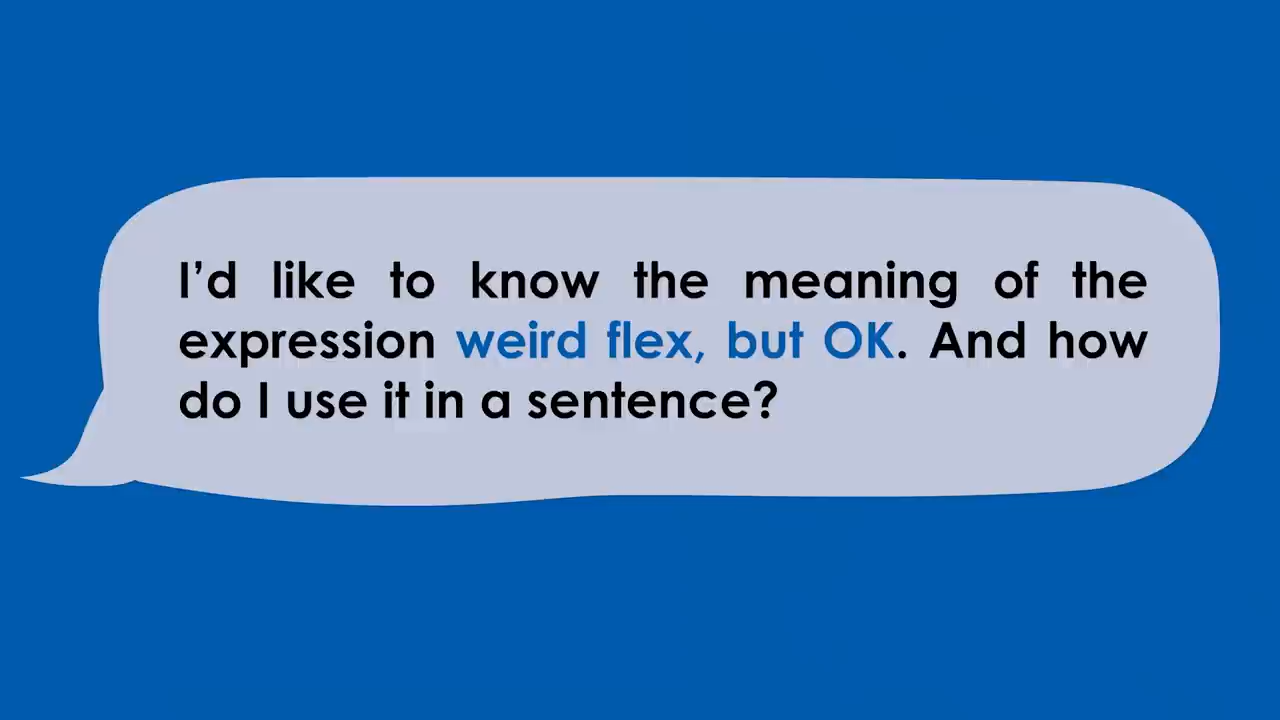 I’d like to know the meaning of the
expression weird flex, but OK. And how
do I use it in a sentence?